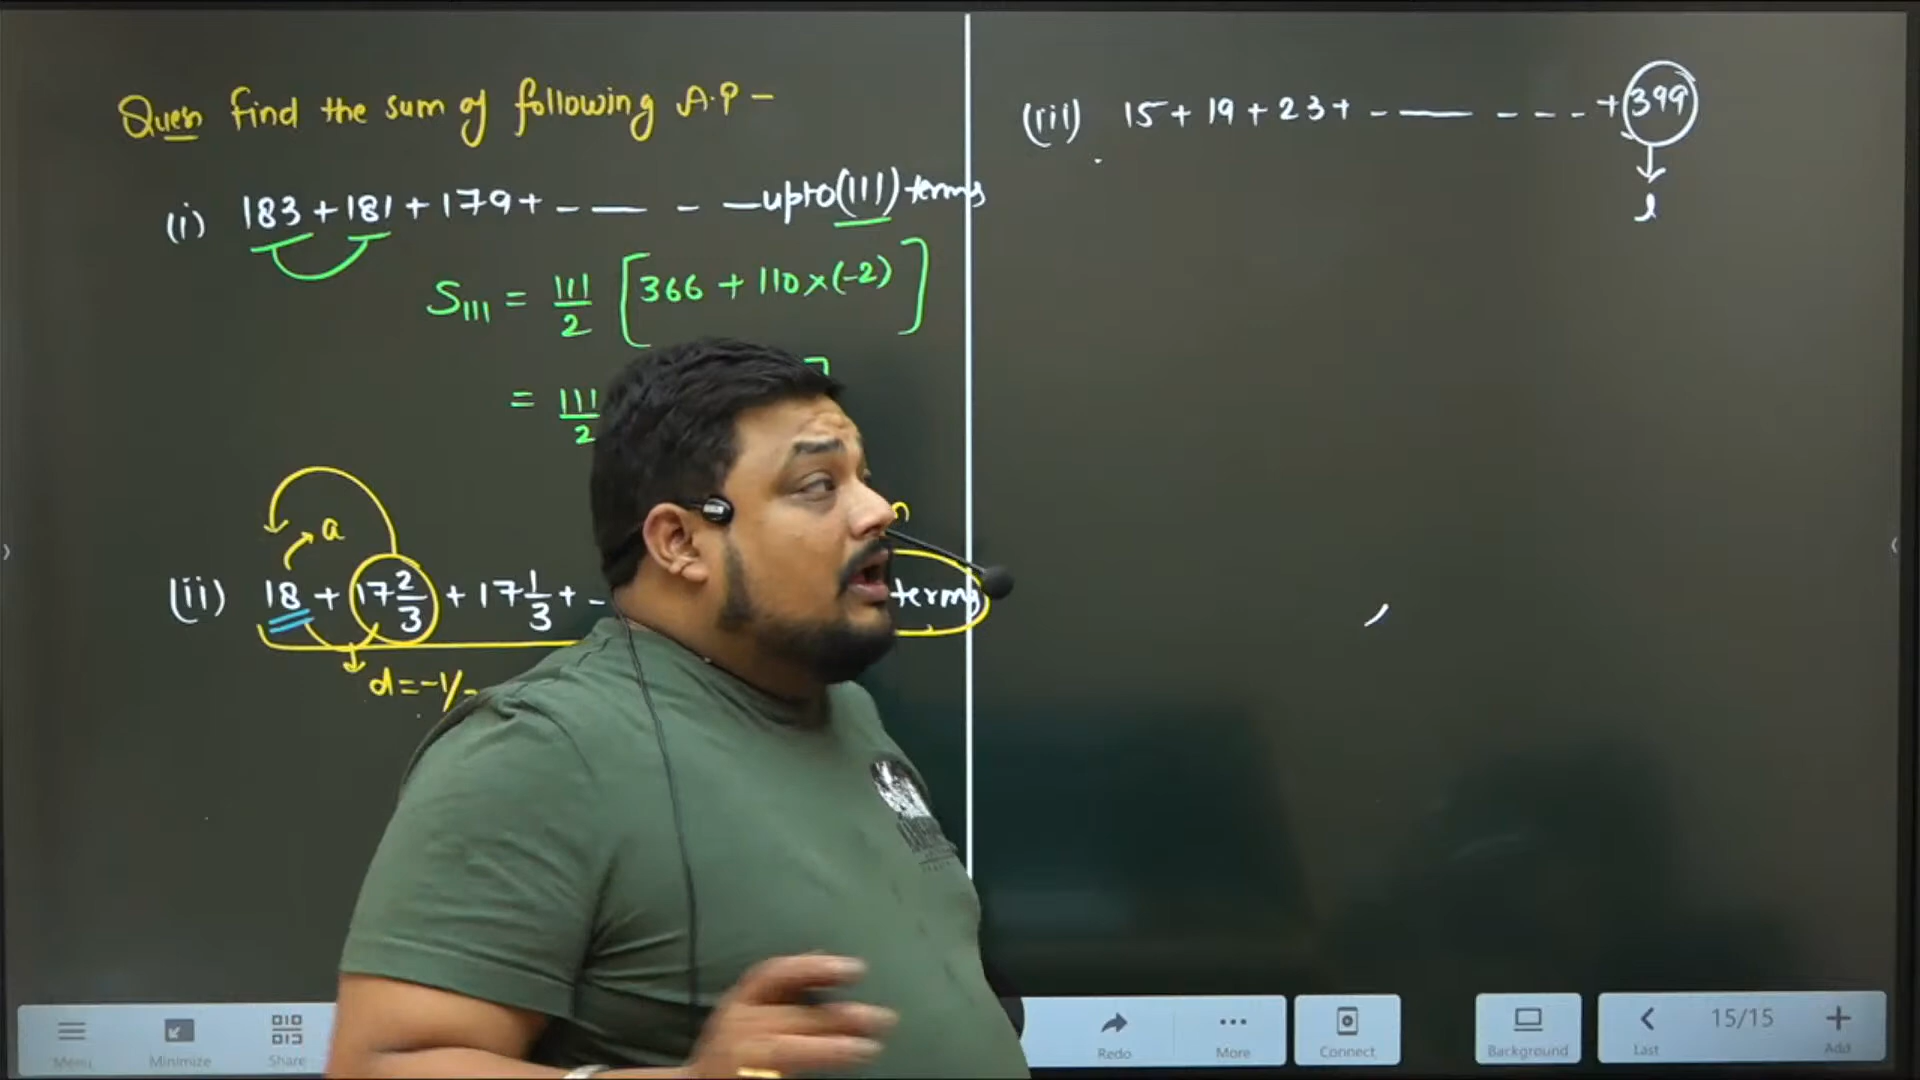 Quesn Find the sum of following A.P -
(i) 183 + 181 + 179 + - — - — upto (111) terms
S111 = 111/2 [366 + 110×(-2)]
= 111/2 ]
a
n
(ii) 18 + 17 2/3 + 17 1/3 + - terms
d = -1/
(iii) 15 + 19 + 23 + - — - - - + 399
l
Menu Minimize Share Redo More Connect Background Last 15/15 Add